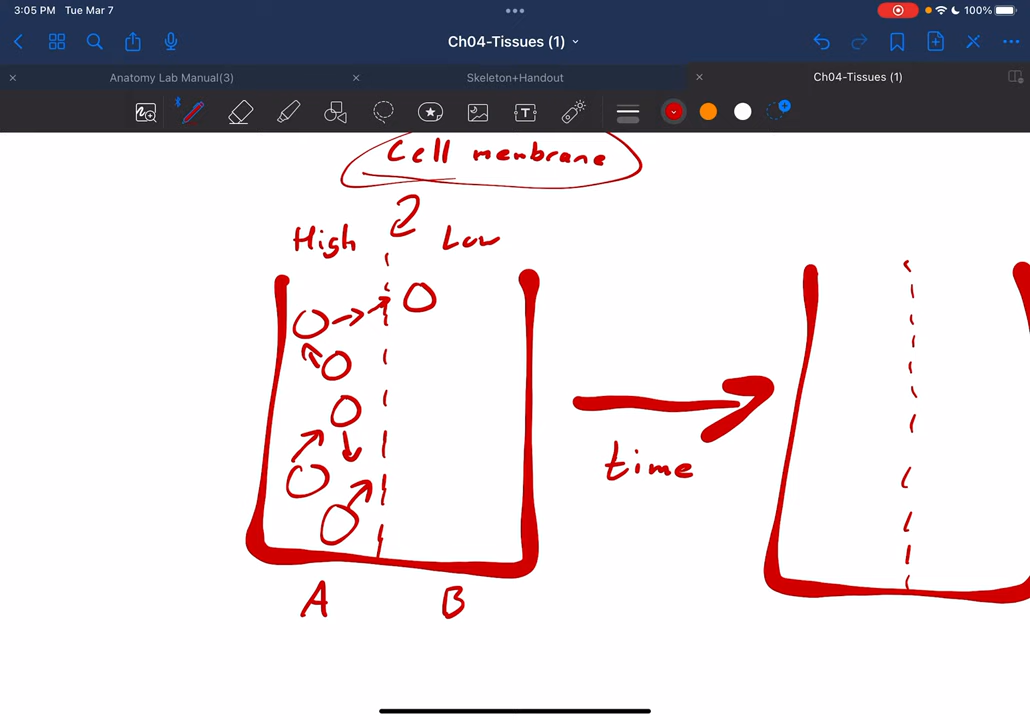 3:05 PM Tue Mar 7
100%
Ch04-Tissues (1)
Anatomy Lab Manual(3)
Skeleton+Handout
Ch04-Tissues (1)
T
Cell membrane
High Low
time
A B